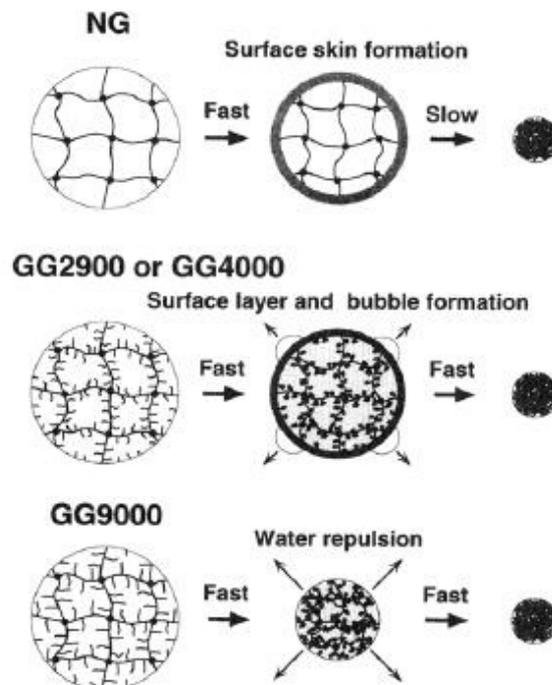 NG
Surface skin formation
Fast
Slow
GG2900 or GG4000
Surface layer and bubble formation
Fast
Fast
GG9000
Water repulsion
Fast
Fast